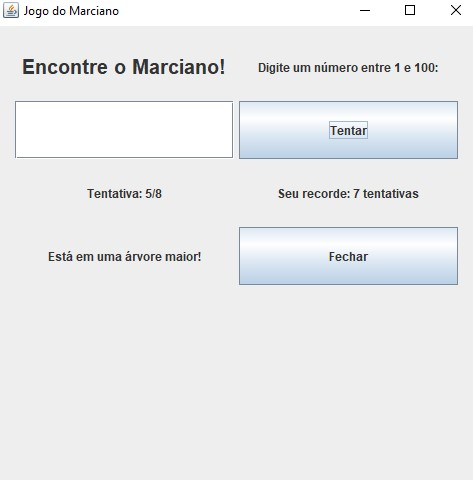 Jogo do Marciano
Encontre o Marciano!
Digite um número entre 1 e 100:
Tentar
Tentativa: 5/8
Seu recorde: 7 tentativas
Está em uma árvore maior!
Fechar